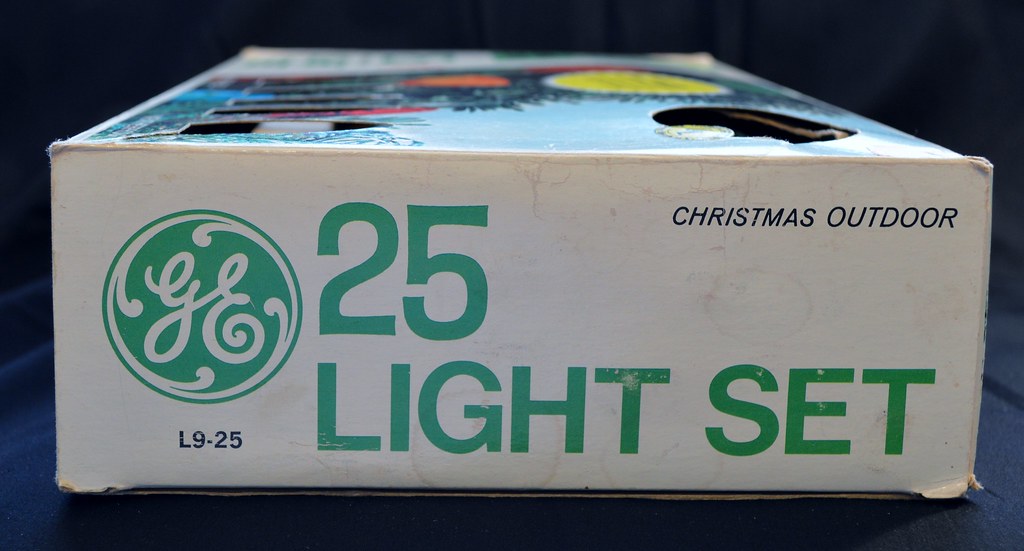 GE
25
LIGHT SET
CHRISTMAS OUTDOOR
L9-25